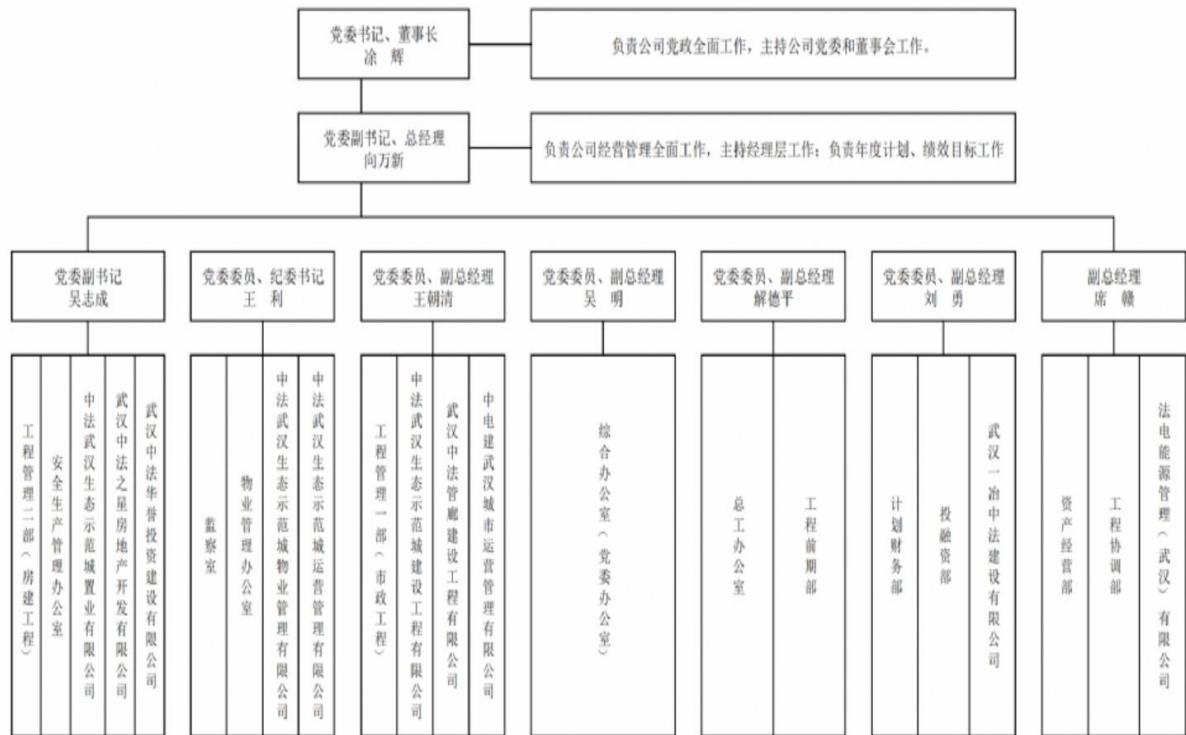 党委书记、董事长
涂 辉
负责公司党政全面工作，主持公司党委和董事会工作。
党委副书记、总经理
向万新
负责公司经营管理全面工作，主持经理层工作；负责年度计划、绩效目标工作
党委副书记
吴志成
党委委员、纪委书记
王 利
党委委员、副总经理
王朝清
党委委员、副总经理
吴 明
党委委员、副总经理
解德平
党委委员、副总经理
刘 勇
副总经理
席 赣
工程管理二部（房建工程）
安全生产管理办公室
中法武汉生态示范城置业有限公司
武汉中法之星房地产开发有限公司
武汉中法华誉投资建设有限公司
监察室
物业管理办公室
中法武汉生态示范城物业管理有限公司
中法武汉生态示范城运营管理有限公司
工程管理一部（市政工程）
中法武汉生态示范城建设工程有限公司
武汉中法管廊建设工程有限公司
中电建武汉城市运营管理有限公司
综合办公室（党委办公室）
总工办公室
工程前期部
计划财务部
投融资部
武汉一冶中法建设有限公司
资产经营部
工程协调部
法电能源管理（武汉）有限公司